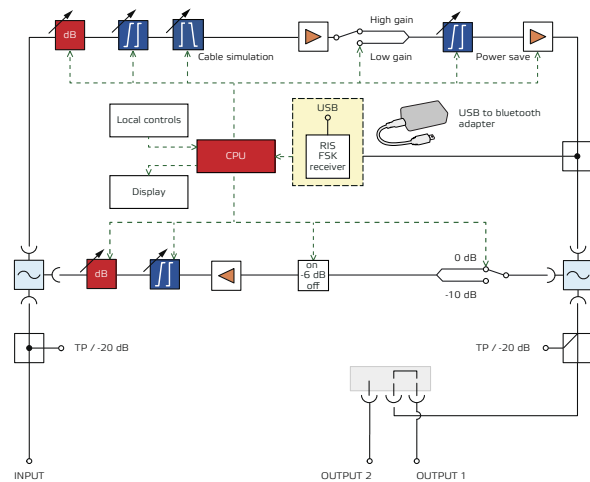 High gain
dB
Cable simulation
Low gain
Power save
USB
USB to bluetooth
adapter
Local controls
CPU
RIS
FSK
receiver
Display
0 dB
dB
on
-6 dB
off
-10 dB
TP / -20 dB
TP / -20 dB
INPUT
OUTPUT 2
OUTPUT 1